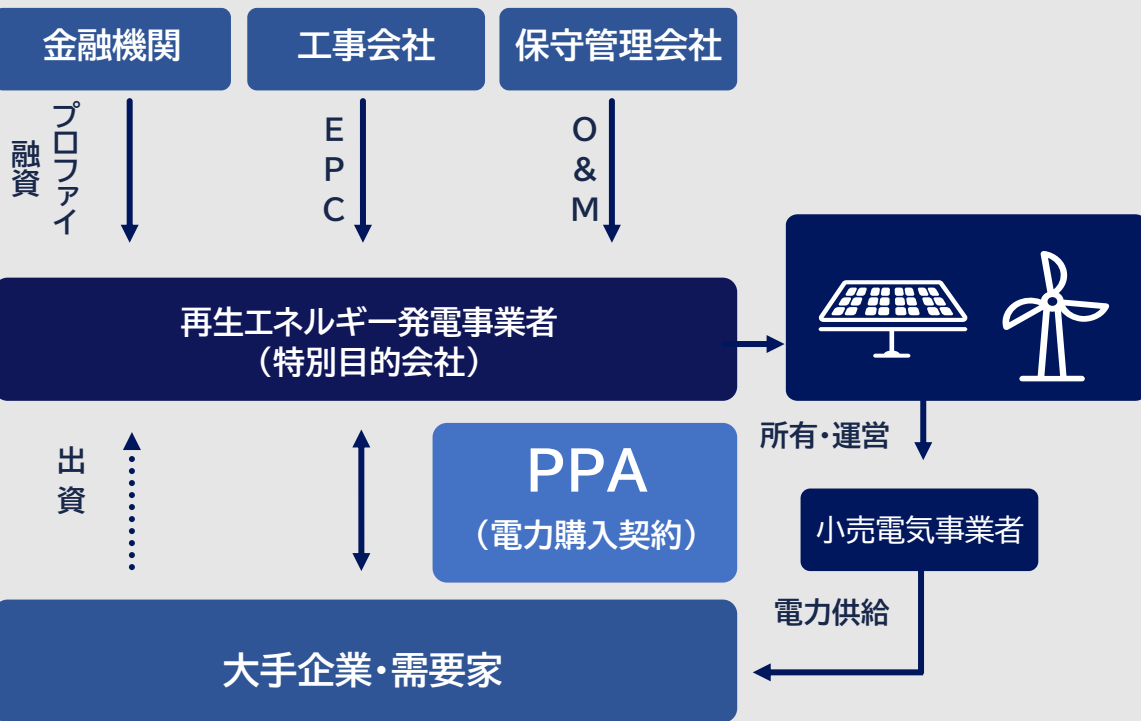 金融機関
工事会社
保守管理会社
プロファイ
融資
EPC
O&M
再生エネルギー発電事業者
（特別目的会社）
所有・運営
出資
PPA
（電力購入契約）
小売電気事業者
電力供給
大手企業・需要家